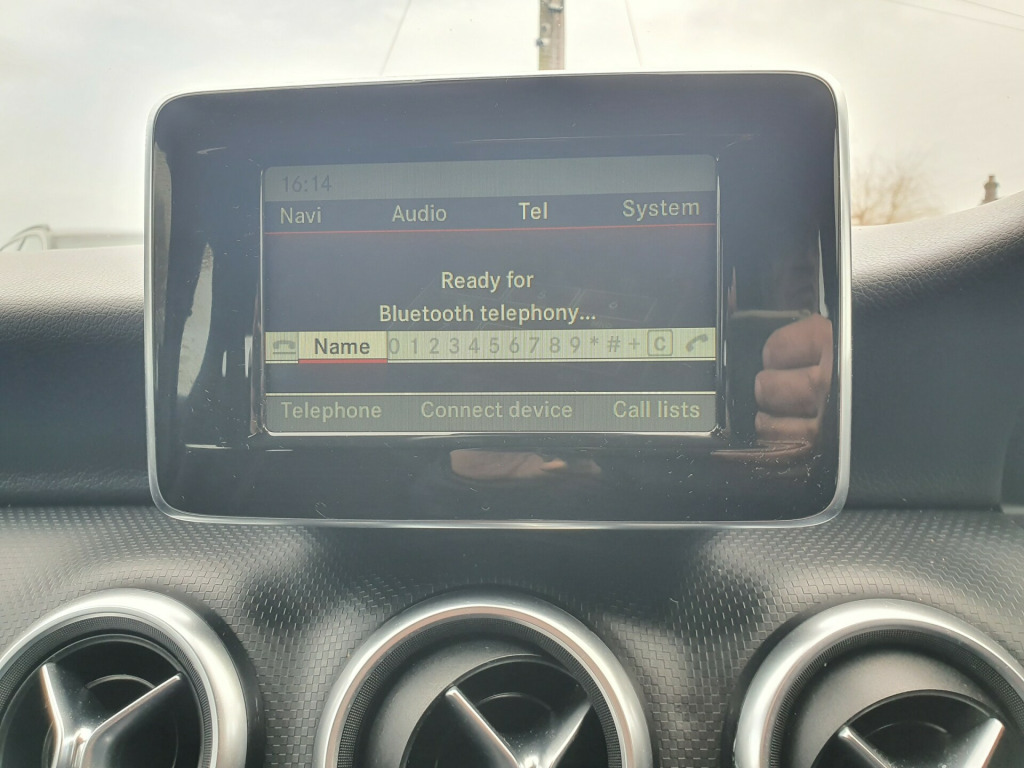 16:14
Navi Audio Tel System
Ready for
Bluetooth telephony...
Name 0 1 2 3 4 5 6 7 8 9 * # + C
Telephone Connect device Call lists